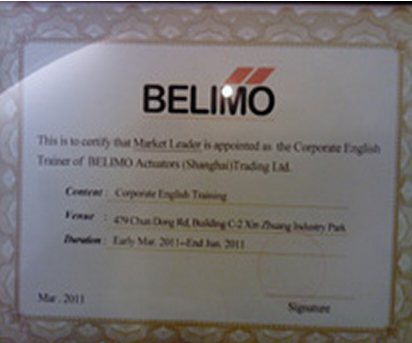 BELIMO
This is to certify that Market Leader is appointed as the Corporate English
Trainer of BELIMO Actuators (Shanghai)Trading Ltd.
Content : Corporate English Training
Venue : 479 Chun Dong Rd, Building C-2 Xin Zhuang Industry Park
Duration : Early Mar. 2011--End Jun. 2011
Mar . 2011
Signature